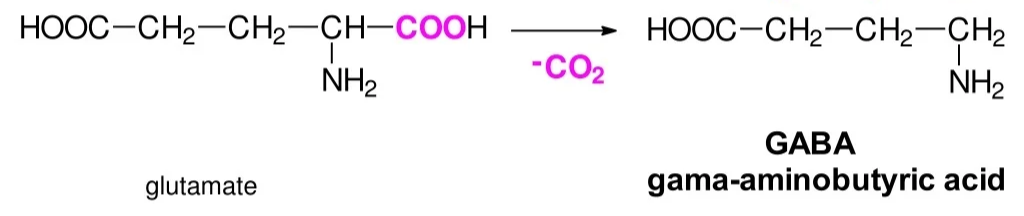 HOOC–CH₂–CH₂–CH–COOH
NH₂
-CO₂
HOOC–CH₂–CH₂–CH₂
NH₂
glutamate
GABA
gama-aminobutyric acid